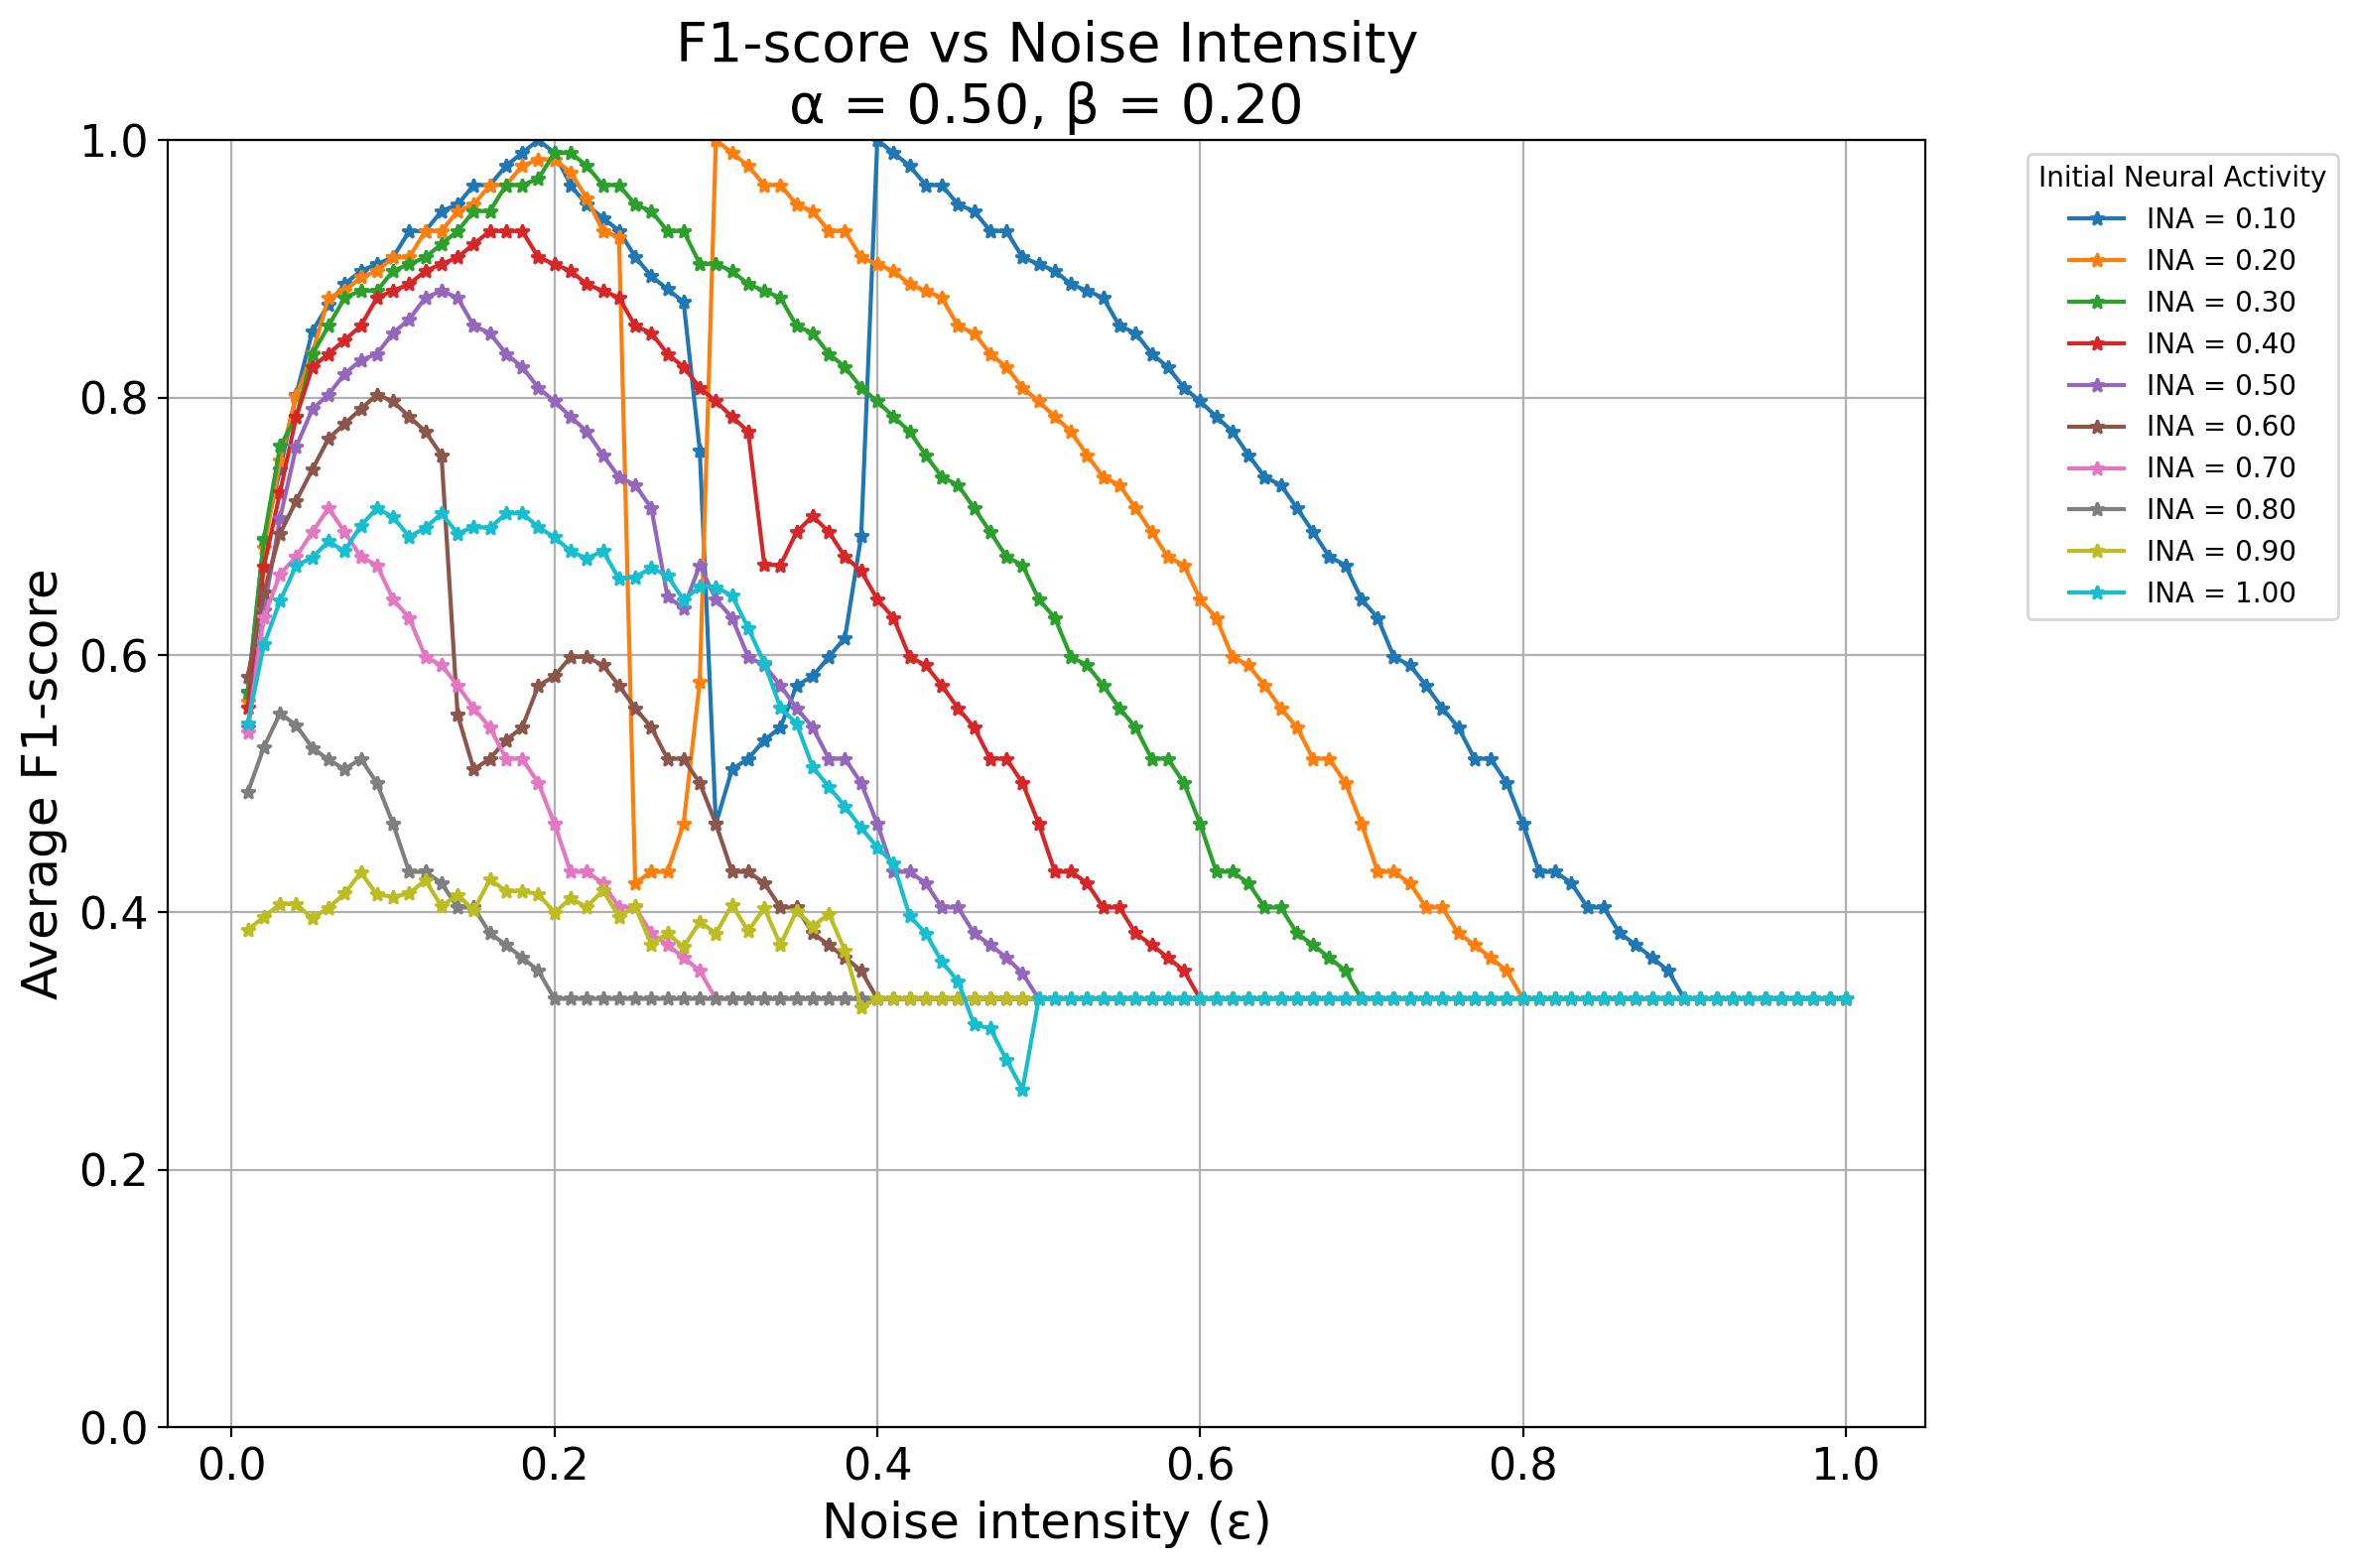 F1-score vs Noise Intensity
α = 0.50, β = 0.20
1.0
0.8
0.6
0.4
0.2
0.0
Average F1-score
0.0 0.2 0.4 0.6 0.8 1.0
Noise intensity (ε)
Initial Neural Activity
INA = 0.10
INA = 0.20
INA = 0.30
INA = 0.40
INA = 0.50
INA = 0.60
INA = 0.70
INA = 0.80
INA = 0.90
INA = 1.00